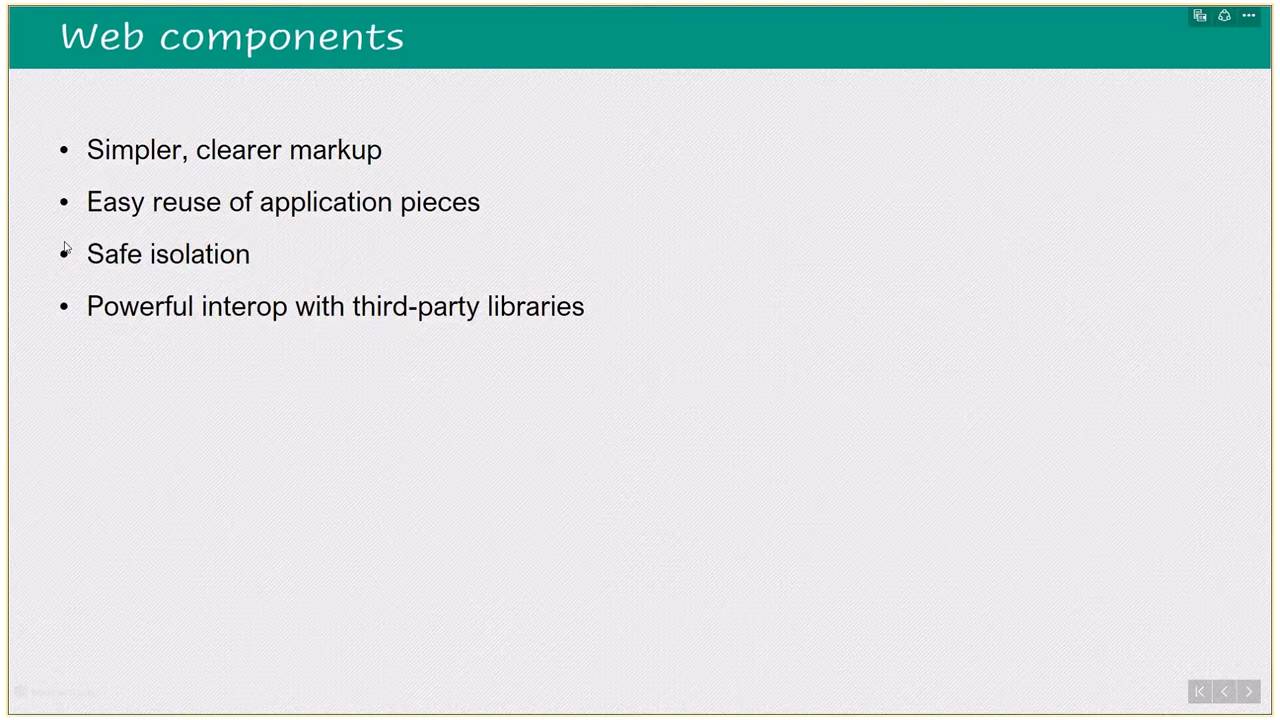 Web components
• Simpler, clearer markup
• Easy reuse of application pieces
• Safe isolation
• Powerful interop with third-party libraries